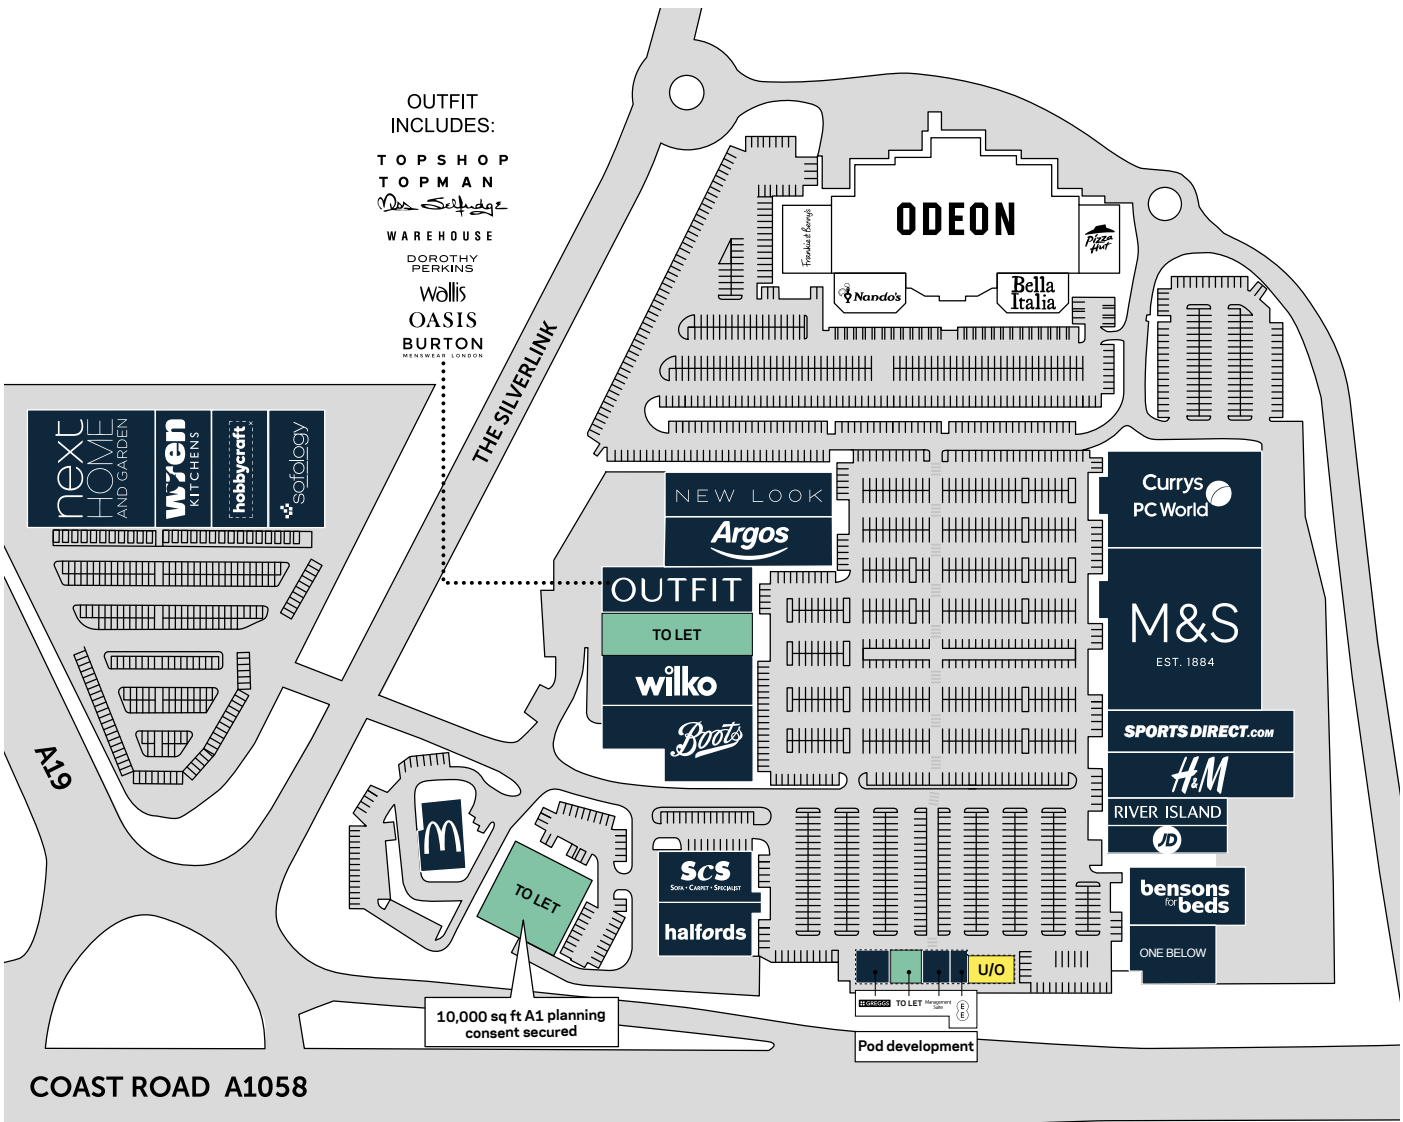 OUTFIT
INCLUDES:
TOPSHOP
TOPMAN
Miss Selfridge
WAREHOUSE
DOROTHY
PERKINS
wallis
OASIS
BURTON
MENSWEAR LONDON
THE SILVERLINK
ODEON
Frankie & Benny's
Pizza
Hut
Nando's
Bella
Italia
next
HOME
AND GARDEN
wren
KITCHENS
hobbycraft
sofology
NEW LOOK
Argos
OUTFIT
TO LET
wilko
Boots
Currys
PC World
M&S
EST. 1884
SPORTS DIRECT.COM
H&M
RIVER ISLAND
JD
bensons
for beds
ONE BELOW
A19
M
TO LET
ScS
SOFA • CARPET • SPECIALIST
halfords
U/O
GREGGS
TO LET
Management
Suite
EE
10,000 sq ft A1 planning
consent secured
Pod development
COAST ROAD A1058